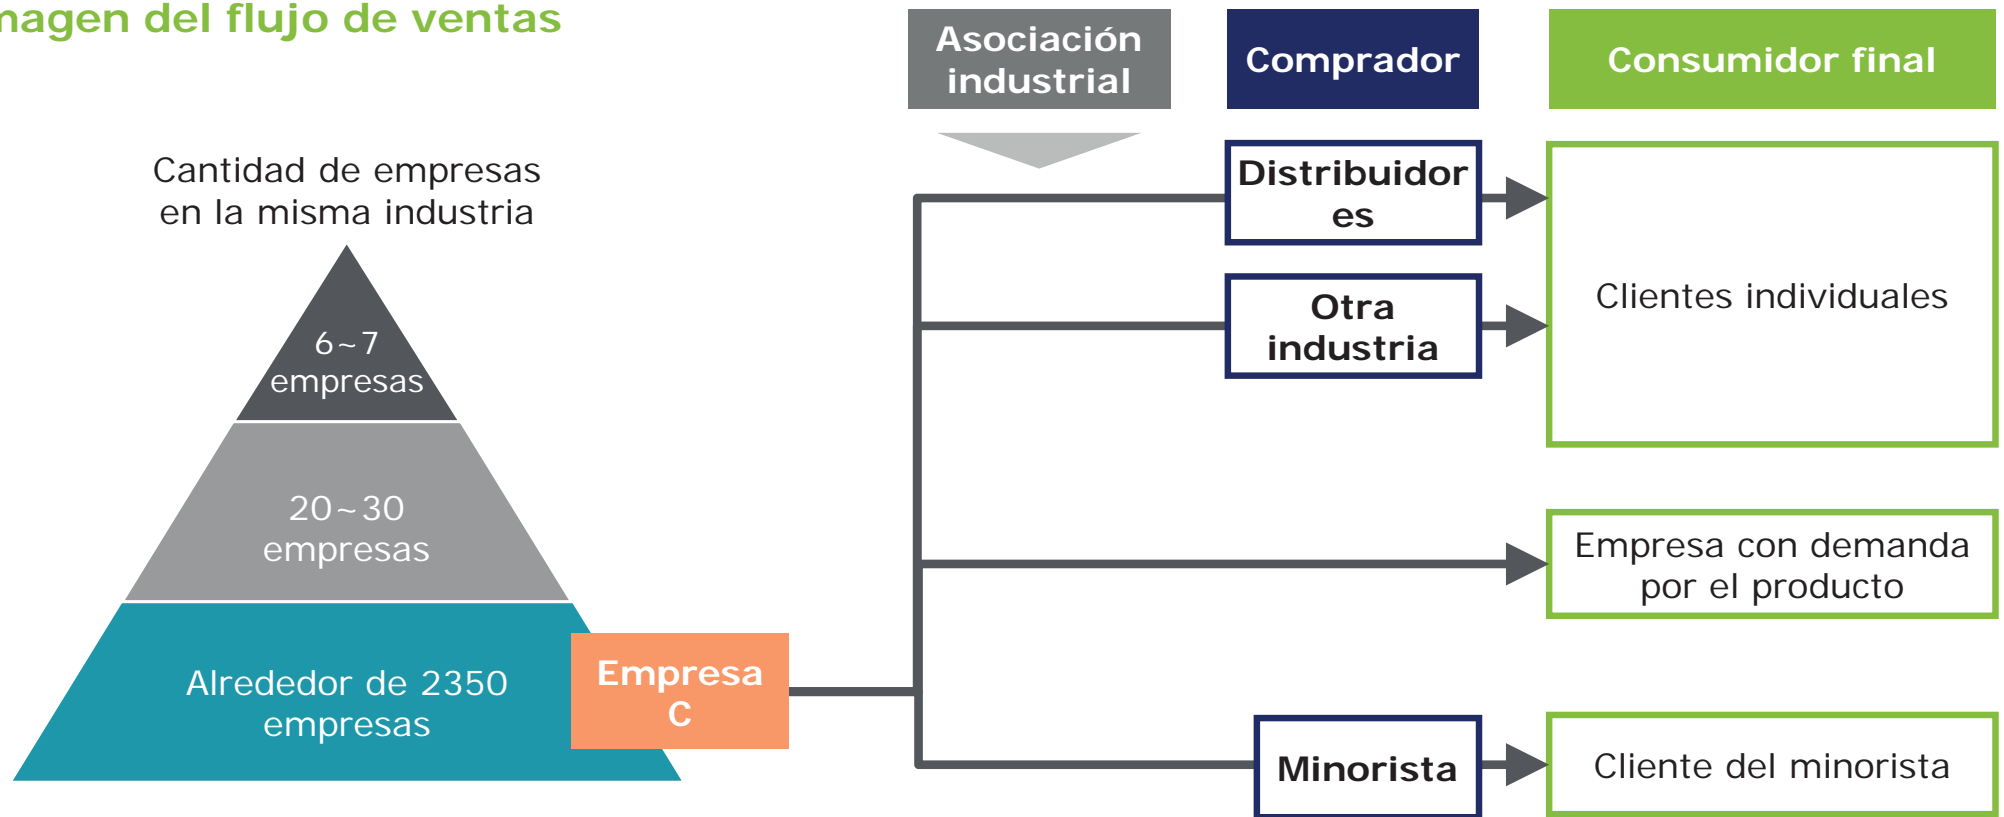 magen del flujo de ventas
Asociación
industrial
Comprador
Consumidor final
Cantidad de empresas
en la misma industria
6~7
empresas
20~30
empresas
Alrededor de 2350
empresas
Empresa
C
Distribuidor
es
Otra
industria
Minorista
Clientes individuales
Empresa con demanda
por el producto
Cliente del minorista